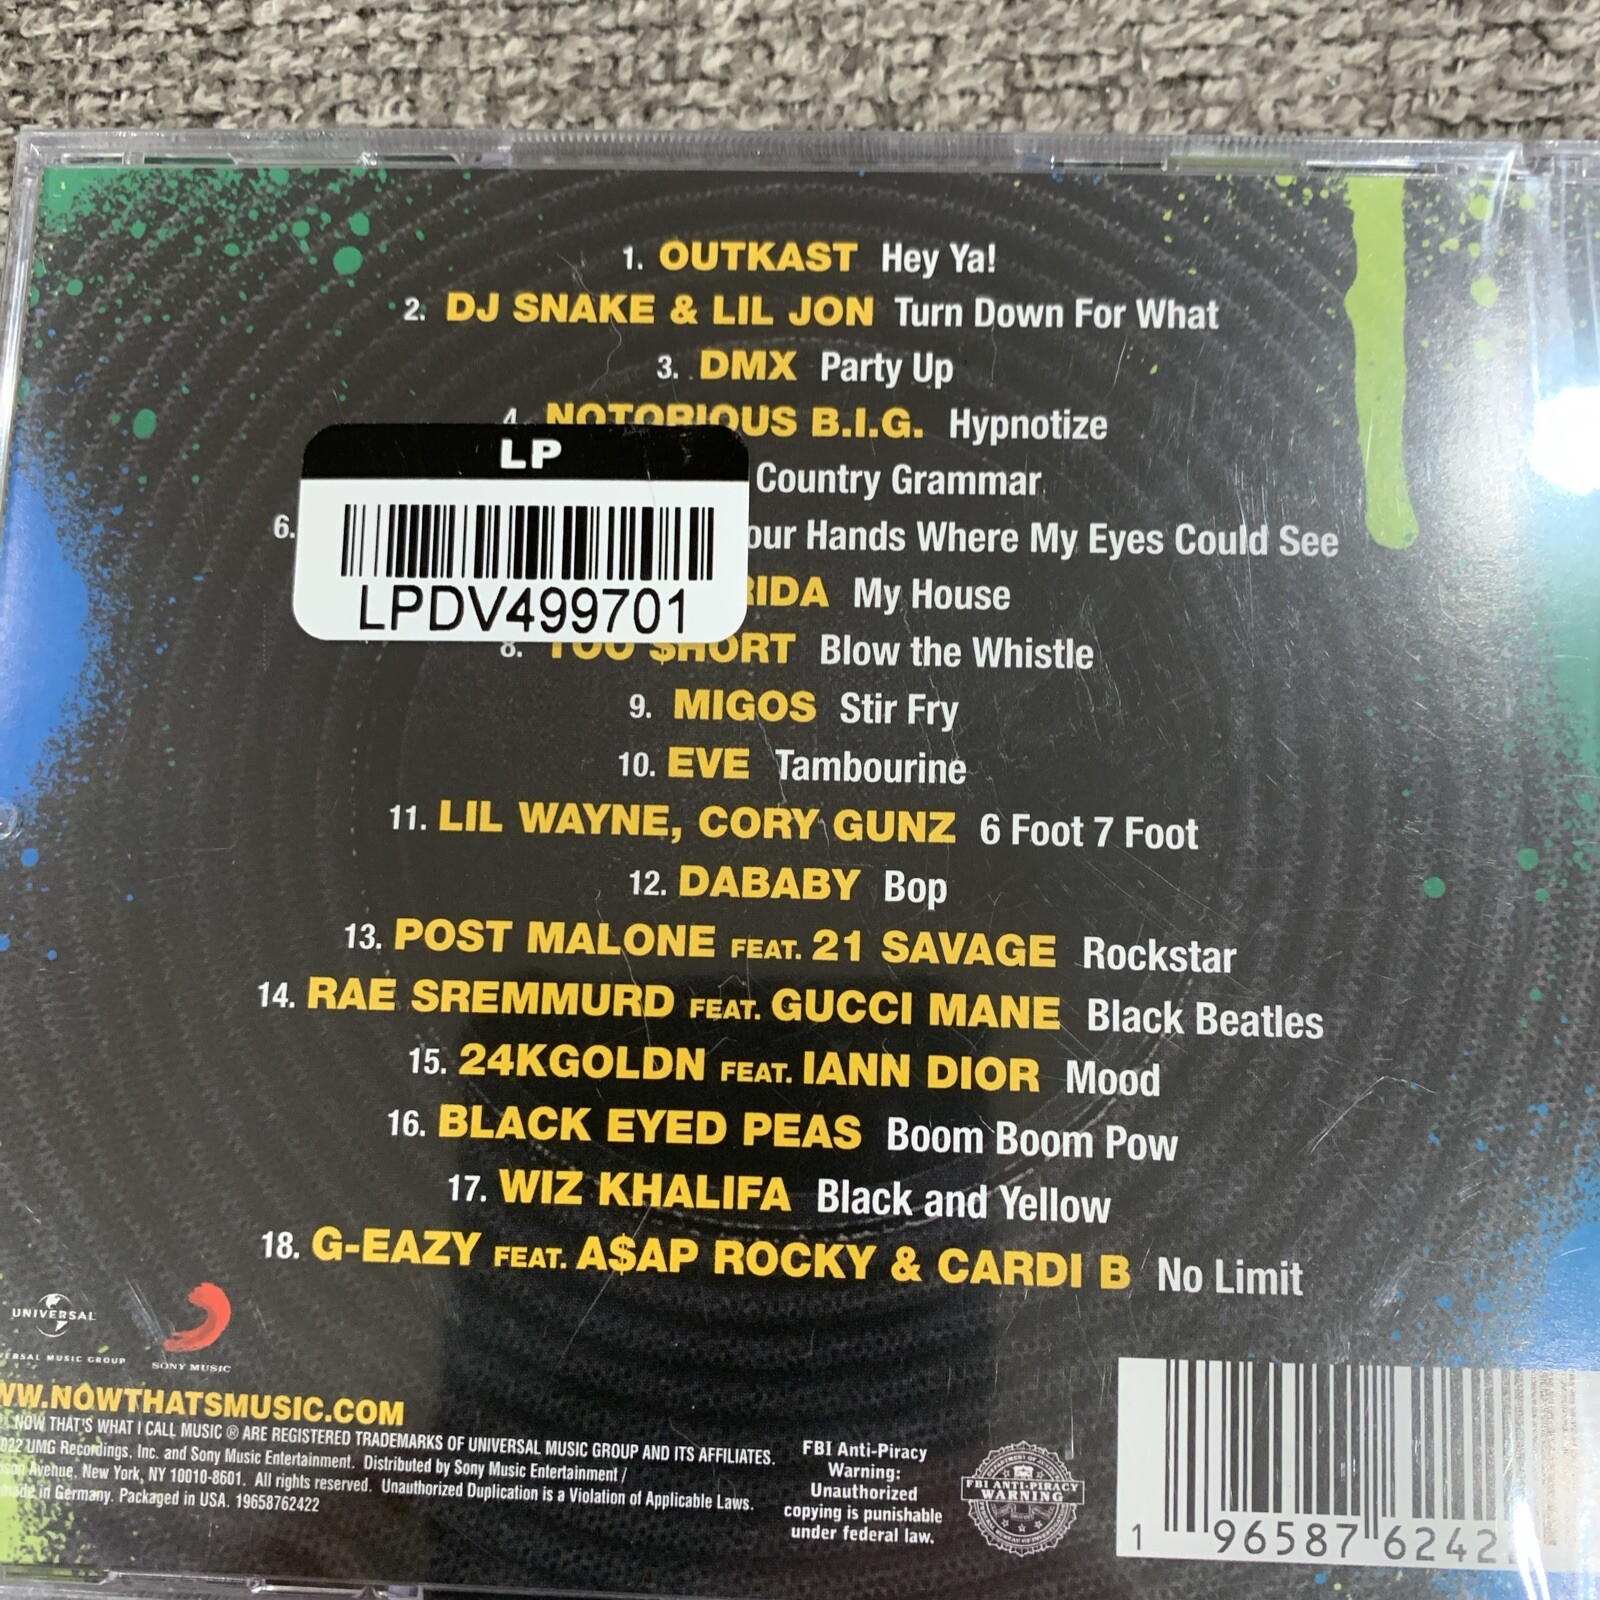 1. OUTKAST Hey Ya!
2. DJ SNAKE & LIL JON Turn Down For What
3. DMX Party Up
4. NOTORIOUS B.I.G. Hypnotize
Country Grammar
6. our Hands Where My Eyes Could See
RIDA My House
8. TOO $HORT Blow the Whistle
9. MIGOS Stir Fry
10. EVE Tambourine
11. LIL WAYNE, CORY GUNZ 6 Foot 7 Foot
12. DABABY Bop
13. POST MALONE FEAT. 21 SAVAGE Rockstar
14. RAE SREMMURD FEAT. GUCCI MANE Black Beatles
15. 24KGOLDN FEAT. IANN DIOR Mood
16. BLACK EYED PEAS Boom Boom Pow
17. WIZ KHALIFA Black and Yellow
18. G-EAZY FEAT. A$AP ROCKY & CARDI B No Limit
LP
LPDV499701
UNIVERSAL
ERSAL MUSIC GROUP
SONY MUSIC
WW.NOWTHATSMUSIC.COM
NOW THAT'S WHAT I CALL MUSIC ® ARE REGISTERED TRADEMARKS OF UNIVERSAL MUSIC GROUP AND ITS AFFILIATES.
022 UMG Recordings, Inc. and Sony Music Entertainment. Distributed by Sony Music Entertainment /
son Avenue, New York, NY 10010-8601. All rights reserved. Unauthorized Duplication is a Violation of Applicable Laws.
made in Germany. Packaged in USA. 19658762422
FBI Anti-Piracy
Warning:
Unauthorized
copying is punishable
under federal law.
FBI ANTI-PIRACY
WARNING
1 96587 6242